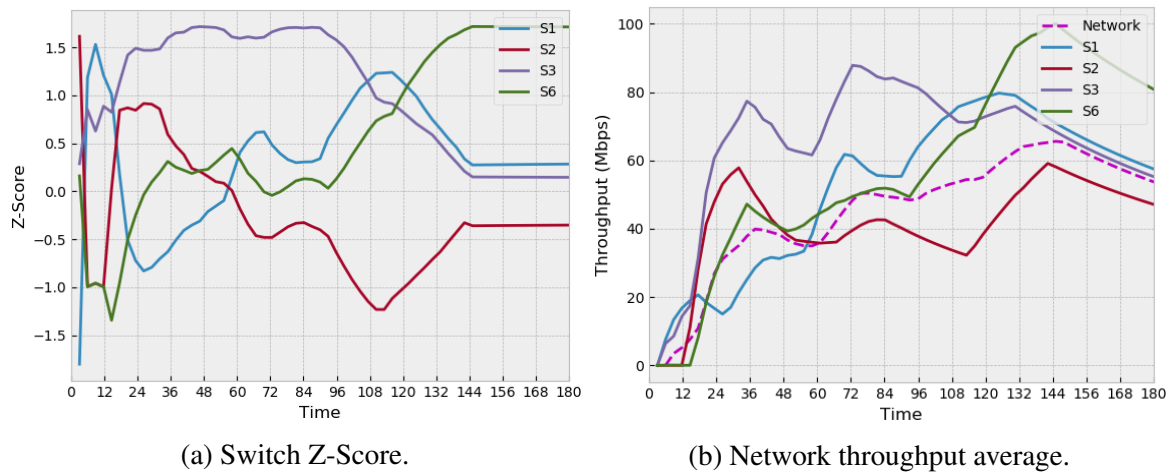 1.5
1.0
0.5
0.0
−0.5
−1.0
−1.5
Z-Score
S1
S2
S3
S6
0 12 24 36 48 60 72 84 96 108 120 132 144 156 168 180
Time
(a) Switch Z-Score.
100
80
60
40
20
0
Throughput (Mbps)
Network
S1
S2
S3
S6
0 12 24 36 48 60 72 84 96 108 120 132 144 156 168 180
Time
(b) Network throughput average.